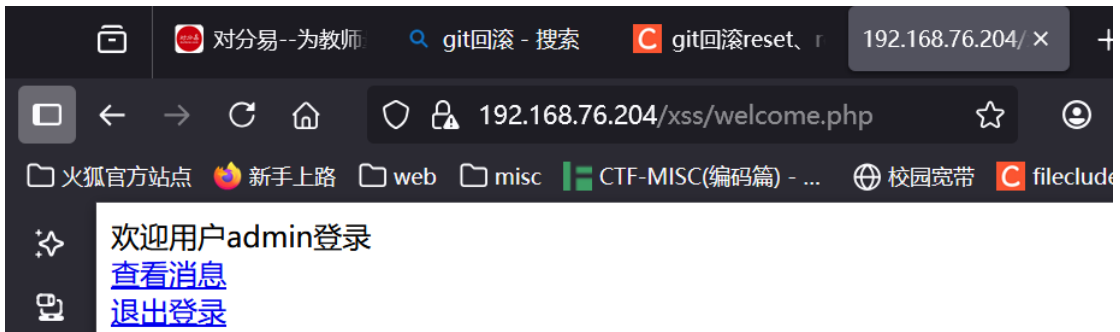 对分易--为教师
git回滚 - 搜索
git回滚reset、r
192.168.76.204/
192.168.76.204/xss/welcome.php
火狐官方站点
新手上路
web
misc
CTF-MISC(编码篇) - ...
校园宽带
fileclude
欢迎用户admin登录
查看消息
退出登录